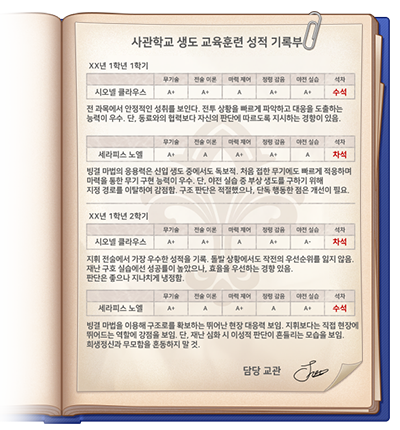 사관학교 생도 교육훈련 성적 기록부
XX년 1학년 1학기
무기술 전술 이론 마력 제어 정령 감응 야전 실습 석차
시오넬 클라우스 A+ A+ A A A+ 수석
전 과목에서 안정적인 성취를 보인다. 전투 상황을 빠르게 파악하고 대응을 도출하는
능력이 우수. 단, 동료와의 협력보다 자신의 판단에 따르도록 지시하는 경향이 있음.
무기술 전술 이론 마력 제어 정령 감응 야전 실습 석차
세라피스 노엘 A+ A A+ A+ A 차석
빙결 마법의 응용력은 신입 생도 중에서도 독보적. 처음 접한 무기에도 빠르게 적응하며
마력을 통한 무기 구현 능력이 우수. 단, 야전 실습 중 부상 생도를 구하기 위해
지정 경로를 이탈하여 감점함. 구조 판단은 적절했으나, 단독 행동한 점은 개선이 필요.
XX년 1학년 2학기
무기술 전술 이론 마력 제어 정령 감응 야전 실습 석차
시오넬 클라우스 A+ A+ A A+ A- 차석
지휘 전술에서 가장 우수한 성적을 기록. 돌발 상황에서도 작전의 우선순위를 잃지 않음.
재난 구조 실습에선 성공률이 높았으나, 효율을 우선하는 경향 있음.
판단은 좋으나 지나치게 냉정함.
무기술 전술 이론 마력 제어 정령 감응 야전 실습 석차
세라피스 노엘 A+ A A+ A A+ 수석
빙결 마법을 이용해 구조로를 확보하는 뛰어난 현장 대응력 보임. 지휘보다는 직접 현장에
뛰어드는 역할에 강점을 보임. 단, 재난 심화 시 이성적 판단이 흔들리는 모습을 보임.
희생정신과 무모함을 혼동하지 말 것.
담당 교관